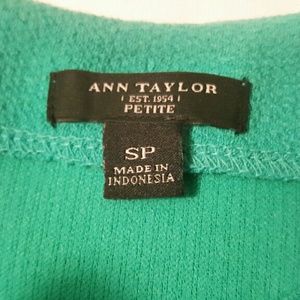 ANN TAYLOR
EST. 1954
PETITE
SP
MADE IN
INDONESIA